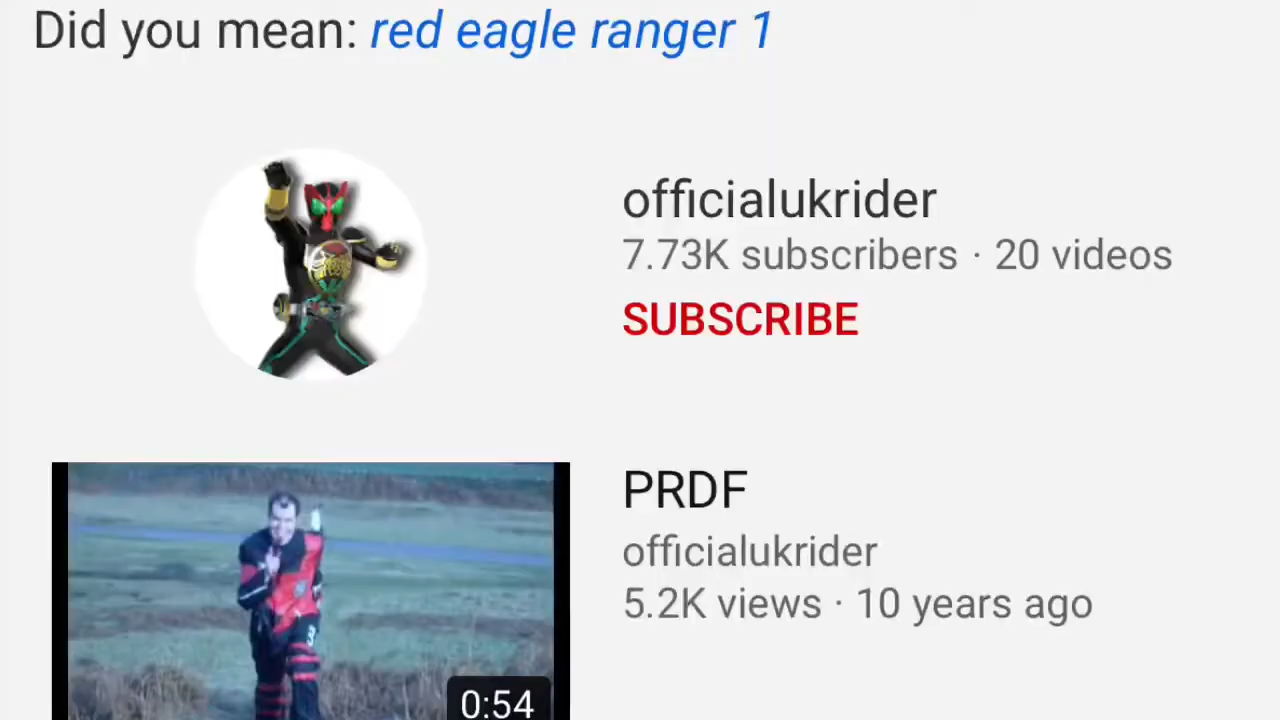 Did you mean: red eagle ranger 1
officialukrider
7.73K subscribers · 20 videos
SUBSCRIBE
PRDF
officialukrider
5.2K views · 10 years ago
3
0:54